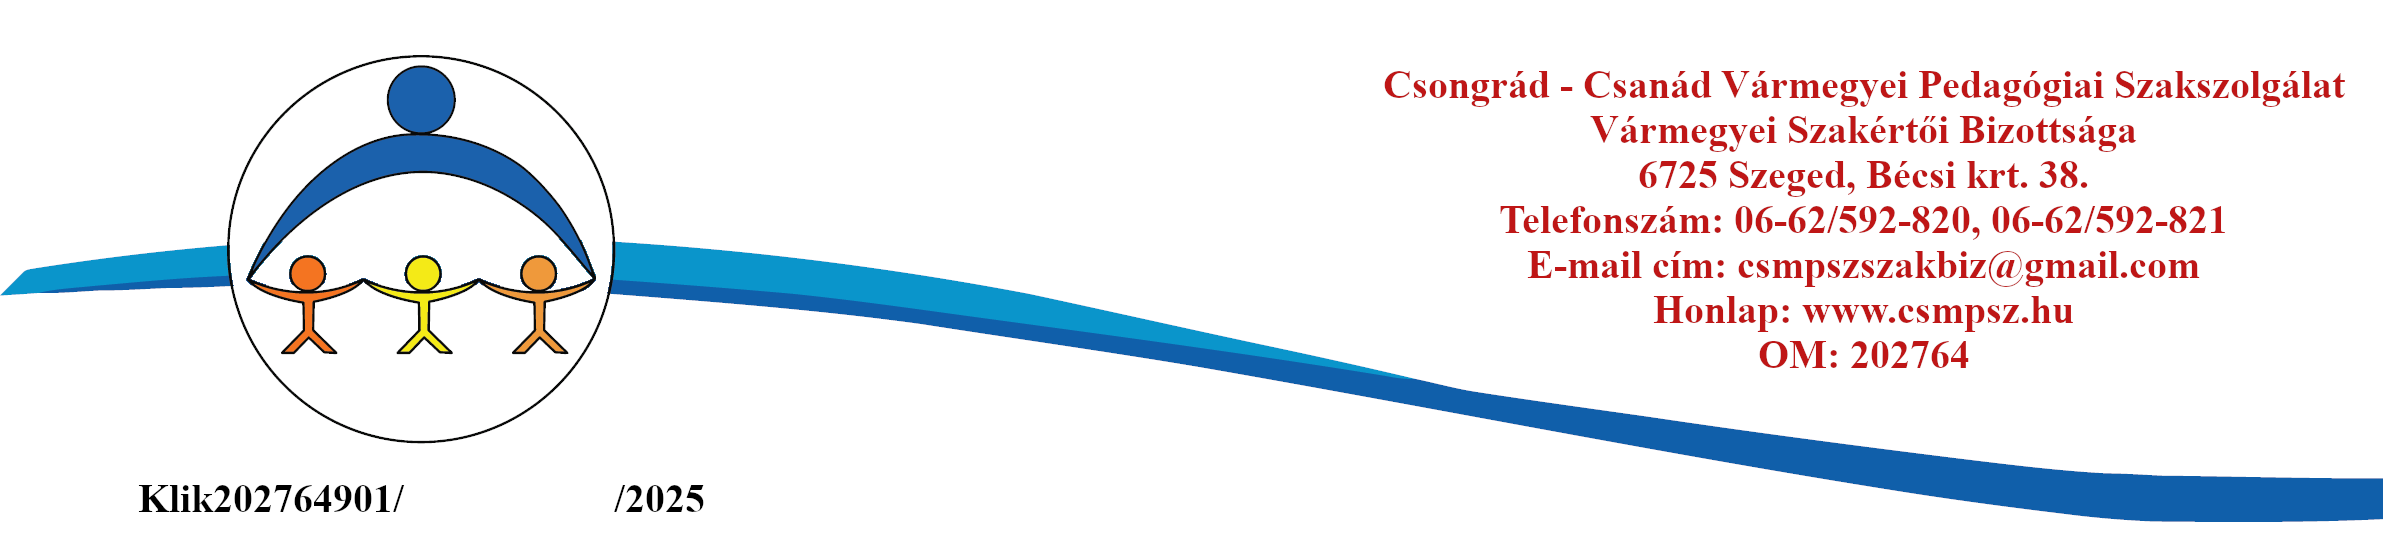 Csongrád - Csanád Vármegyei Pedagógiai Szakszolgálat
Vármegyei Szakértői Bizottsága
6725 Szeged, Bécsi krt. 38.
Telefonszám: 06-62/592-820, 06-62/592-821
E-mail cím: csmpszszakbiz@gmail.com
Honlap: www.csmpsz.hu
OM: 202764
Klik202764901/ /2025